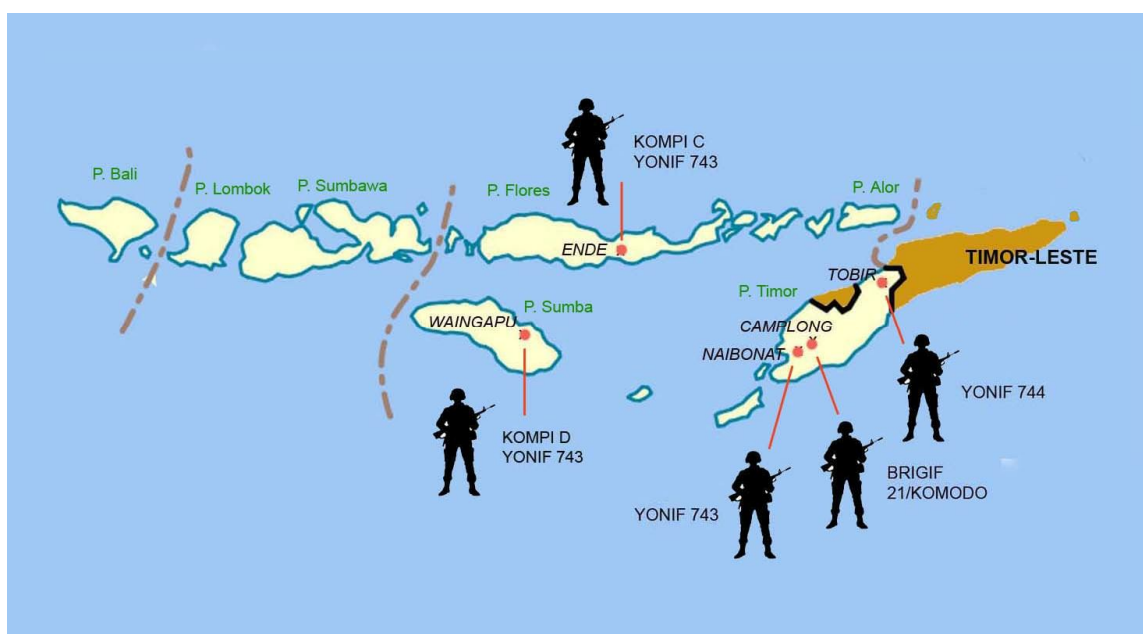 KOMPI C
YONIF 743
P. Bali
P. Lombok
P. Sumbawa
P. Flores
P. Alor
ENDE
TIMOR-LESTE
TOBIR
P. Timor
P. Sumba
WAINGAPU
CAMPLONG
NAIBONAT
YONIF 744
KOMPI D
YONIF 743
BRIGIF
21/KOMODO
YONIF 743